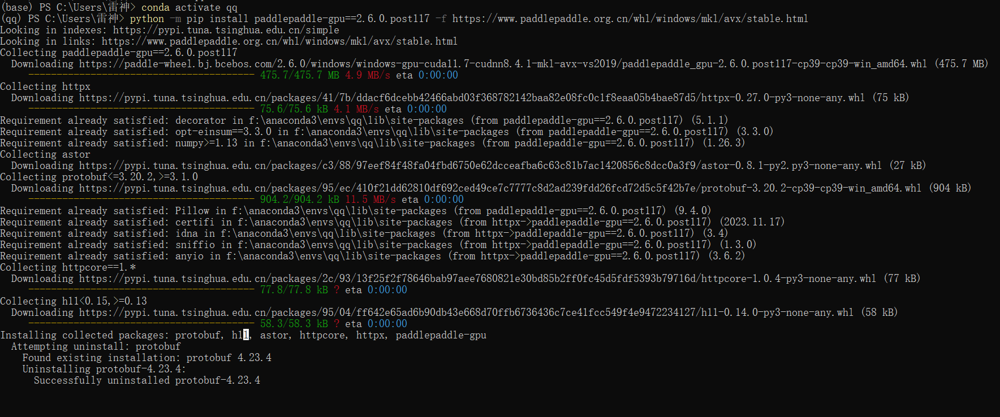 (base) PS C:\Users\雷神> conda activate qq
(qq) PS C:\Users\雷神> python -m pip install paddlepaddle-gpu==2.6.0.post117 -f https://www.paddlepaddle.org.cn/whl/windows/mkl/avx/stable.html
Looking in indexes: https://pypi.tuna.tsinghua.edu.cn/simple
Looking in links: https://www.paddlepaddle.org.cn/whl/windows/mkl/avx/stable.html
Collecting paddlepaddle-gpu==2.6.0.post117
  Downloading https://paddle-wheel.bj.bcebos.com/2.6.0/windows/windows-gpu-cuda11.7-cudnn8.4.1-mkl-avx-vs2019/paddlepaddle_gpu-2.6.0.post117-cp39-cp39-win_amd64.whl (475.7 MB)
     ---------------------------------------- 475.7/475.7 MB 4.9 MB/s eta 0:00:00
Collecting httpx
  Downloading https://pypi.tuna.tsinghua.edu.cn/packages/41/7b/ddacf6dcebb42466abd03f368782142baa82e08fc0c1f8eaa05b4bae87d5/httpx-0.27.0-py3-none-any.whl (75 kB)
     ---------------------------------------- 75.6/75.6 kB 4.1 MB/s eta 0:00:00
Requirement already satisfied: decorator in f:\anaconda3\envs\qq\lib\site-packages (from paddlepaddle-gpu==2.6.0.post117) (5.1.1)
Requirement already satisfied: opt-einsum==3.3.0 in f:\anaconda3\envs\qq\lib\site-packages (from paddlepaddle-gpu==2.6.0.post117) (3.3.0)
Requirement already satisfied: numpy>=1.13 in f:\anaconda3\envs\qq\lib\site-packages (from paddlepaddle-gpu==2.6.0.post117) (1.26.3)
Collecting astor
  Downloading https://pypi.tuna.tsinghua.edu.cn/packages/c3/88/97eef84f48fa04fbd6750e62dcceafba6c63c81b7ac1420856c8dcc0a3f9/astor-0.8.1-py2.py3-none-any.whl (27 kB)
Collecting protobuf<=3.20.2,>=3.1.0
  Downloading https://pypi.tuna.tsinghua.edu.cn/packages/95/ec/410f21dd62810df692ced49ce7c7777c8d2ad239fdd26fcd72d5c5f42b7e/protobuf-3.20.2-cp39-cp39-win_amd64.whl (904 kB)
     ---------------------------------------- 904.2/904.2 kB 11.5 MB/s eta 0:00:00
Requirement already satisfied: Pillow in f:\anaconda3\envs\qq\lib\site-packages (from paddlepaddle-gpu==2.6.0.post117) (9.4.0)
Requirement already satisfied: certifi in f:\anaconda3\envs\qq\lib\site-packages (from httpx->paddlepaddle-gpu==2.6.0.post117) (2023.11.17)
Requirement already satisfied: idna in f:\anaconda3\envs\qq\lib\site-packages (from httpx->paddlepaddle-gpu==2.6.0.post117) (3.4)
Requirement already satisfied: sniffio in f:\anaconda3\envs\qq\lib\site-packages (from httpx->paddlepaddle-gpu==2.6.0.post117) (1.3.0)
Requirement already satisfied: anyio in f:\anaconda3\envs\qq\lib\site-packages (from httpx->paddlepaddle-gpu==2.6.0.post117) (3.6.2)
Collecting httpcore==1.*
  Downloading https://pypi.tuna.tsinghua.edu.cn/packages/2c/93/13f25f2f78646bab97aee7680821e30bd85b2ff0fc45d5fdf5393b79716d/httpcore-1.0.4-py3-none-any.whl (77 kB)
     ---------------------------------------- 77.8/77.8 kB ? eta 0:00:00
Collecting h11<0.15,>=0.13
  Downloading https://pypi.tuna.tsinghua.edu.cn/packages/95/04/ff642e65ad6b90db43e668d70ffb6736436c7ce41fcc549f4e9472234127/h11-0.14.0-py3-none-any.whl (58 kB)
     ---------------------------------------- 58.3/58.3 kB ? eta 0:00:00
Installing collected packages: protobuf, h11, astor, httpcore, httpx, paddlepaddle-gpu
  Attempting uninstall: protobuf
    Found existing installation: protobuf 4.23.4
    Uninstalling protobuf-4.23.4:
      Successfully uninstalled protobuf-4.23.4